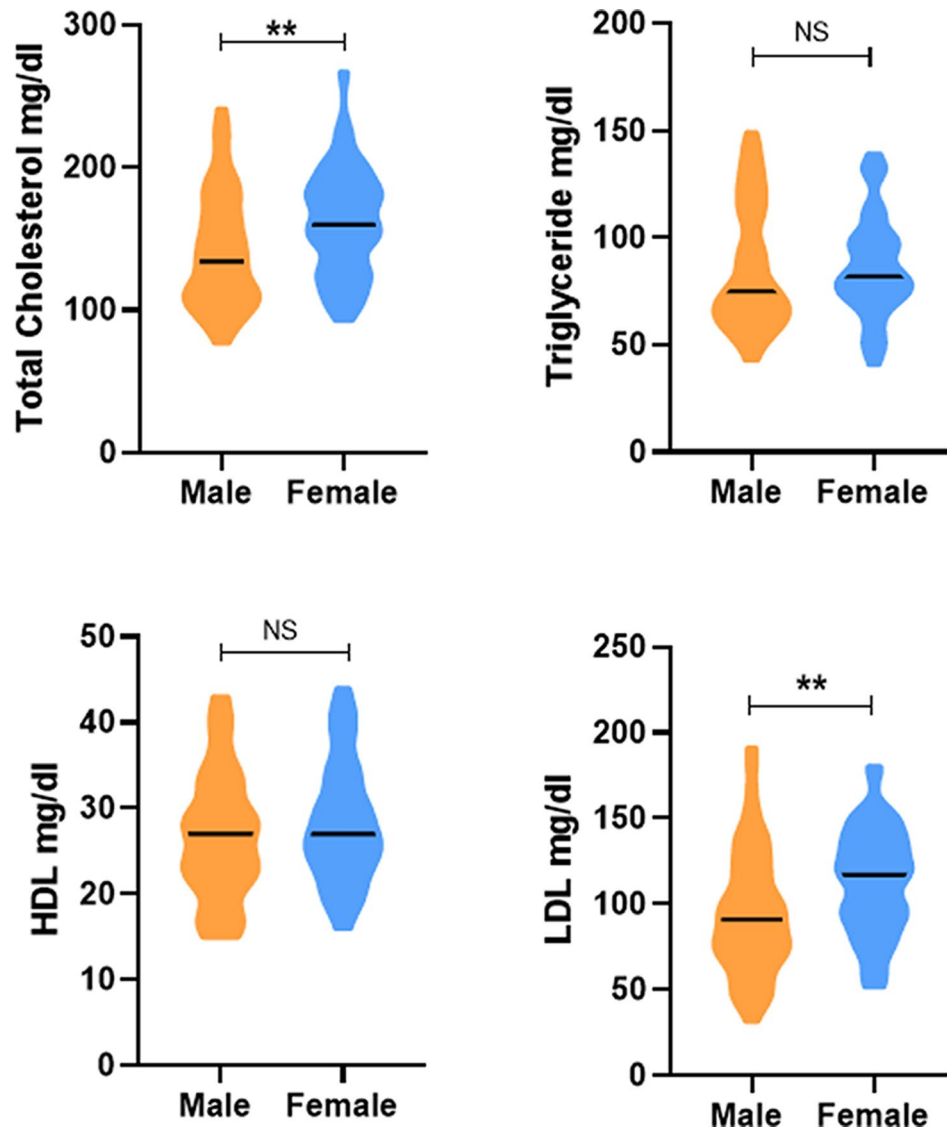 Total Cholesterol mg/dl
300
200
100
0
**
Male Female
Triglyceride mg/dl
200
150
100
50
0
NS
Male Female
HDL mg/dl
50
40
30
20
10
0
NS
Male Female
LDL mg/dl
250
200
150
100
50
0
**
Male Female